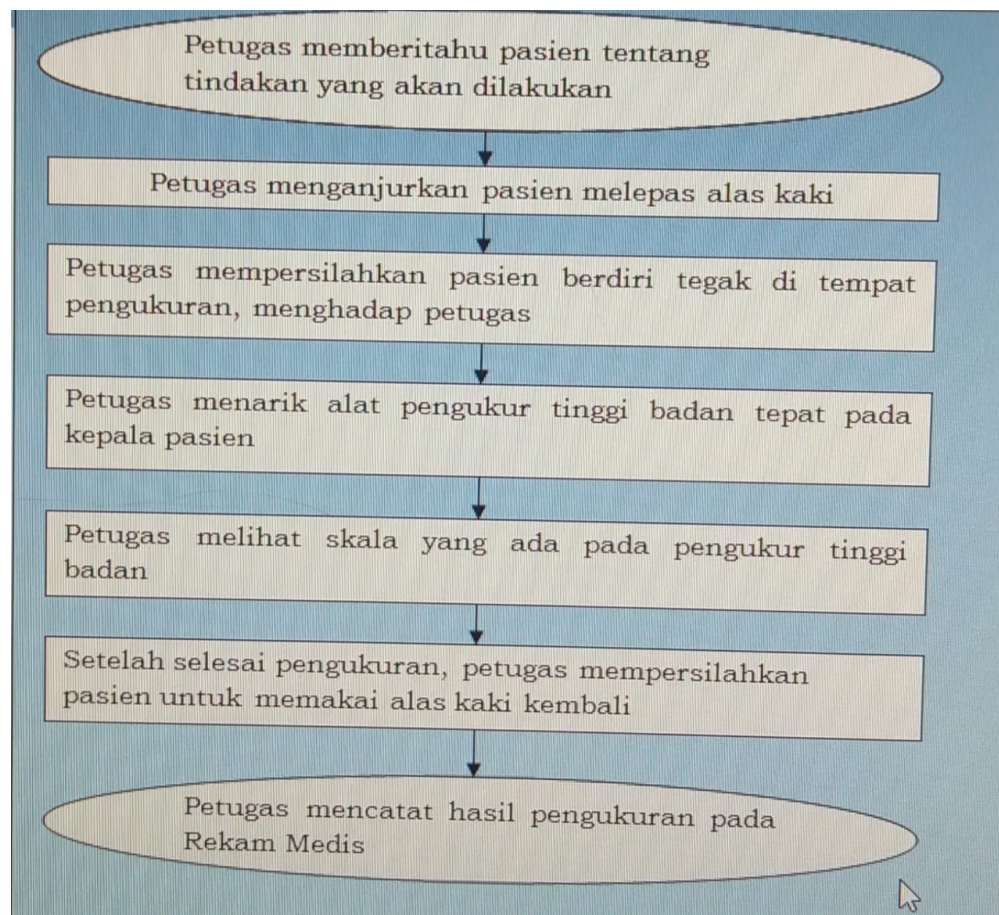 Petugas memberitahu pasien tentang
tindakan yang akan dilakukan
Petugas menganjurkan pasien melepas alas kaki
Petugas mempersilahkan pasien berdiri tegak di tempat
pengukuran, menghadap petugas
Petugas menarik alat pengukur tinggi badan tepat pada
kepala pasien
Petugas melihat skala yang ada pada pengukur tinggi
badan
Setelah selesai pengukuran, petugas mempersilahkan
pasien untuk memakai alas kaki kembali
Petugas mencatat hasil pengukuran pada
Rekam Medis